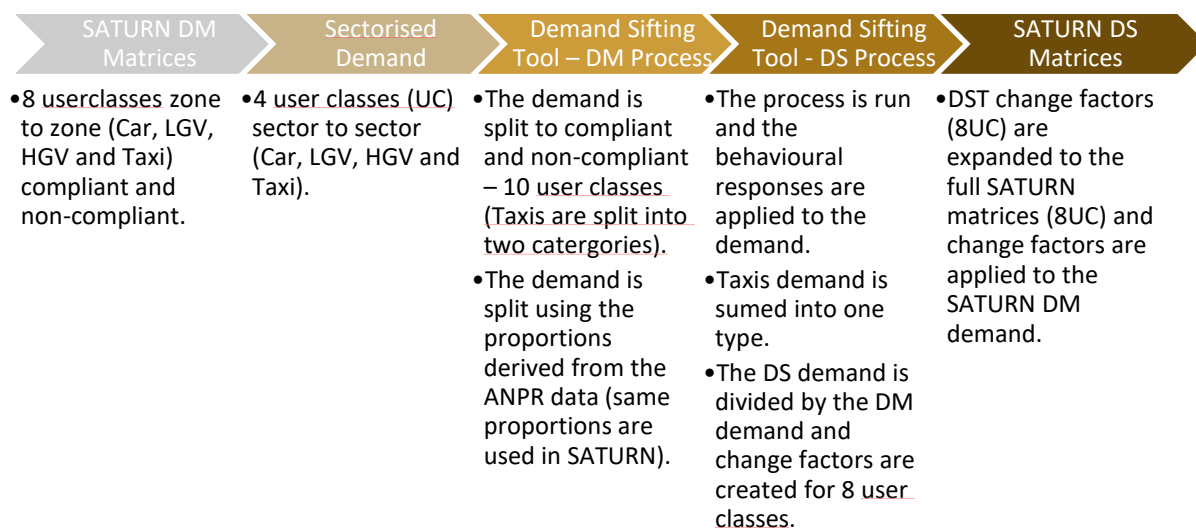 SATURN DM
Matrices
Sectorised
Demand
Demand Sifting
Tool – DM Process
Demand Sifting
Tool - DS Process
SATURN DS
Matrices
•8 userclasses zone
to zone (Car, LGV,
HGV and Taxi)
compliant and
non-compliant.
•4 user classes (UC)
sector to sector
(Car, LGV, HGV and
Taxi).
•The demand is
split to compliant
and non-compliant
– 10 user classes
(Taxis are split into
two catergories).
•The demand is
split using the
proportions
derived from the
ANPR data (same
proportions are
used in SATURN).
•The process is run
and the
behavioural
responses are
applied to the
demand.
•Taxis demand is
sumed into one
type.
•The DS demand is
divided by the DM
demand and
change factors are
created for 8 user
classes.
•DST change factors
(8UC) are
expanded to the
full SATURN
matrices (8UC) and
change factors are
applied to the
SATURN DM
demand.